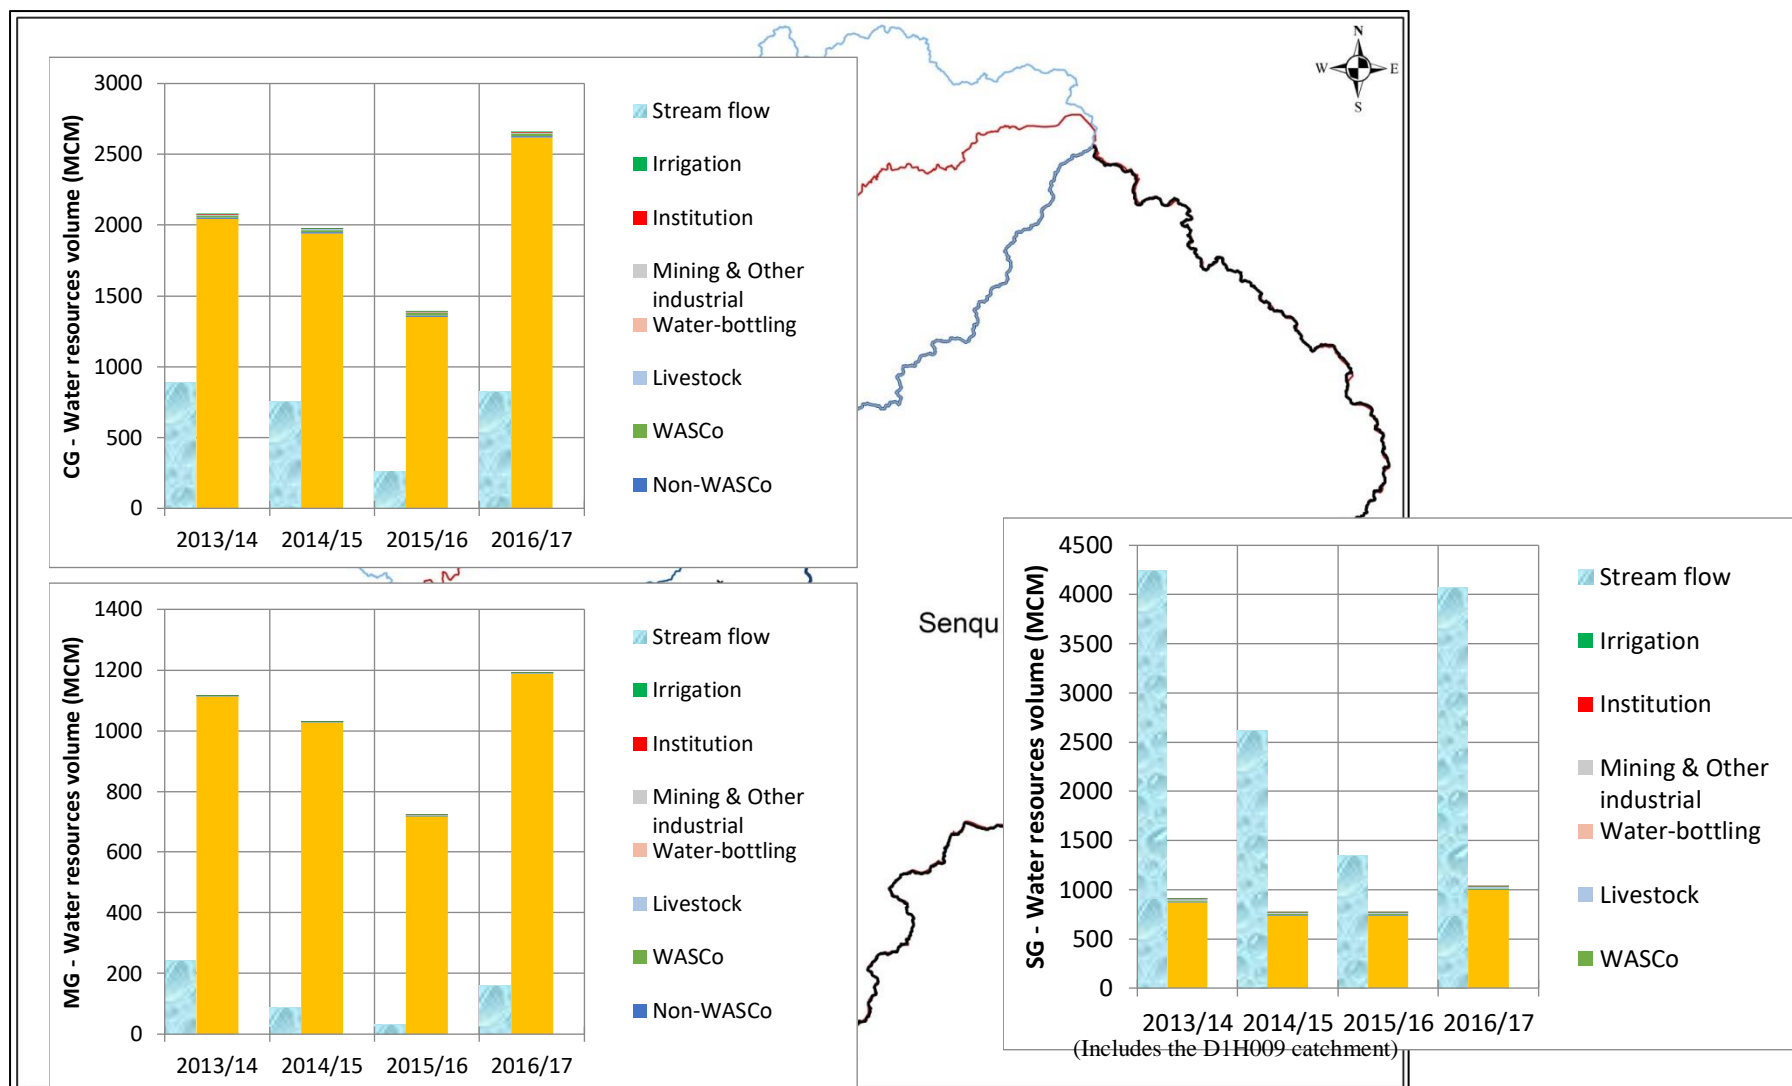 N
W E
S
CG - Water resources volume (MCM)
3000
2500
2000
1500
1000
500
0
2013/14 2014/15 2015/16 2016/17
Stream flow
Irrigation
Institution
Mining & Other
industrial
Water-bottling
Livestock
WASCo
Non-WASCo
MG - Water resources volume (MCM)
1400
1200
1000
800
600
400
200
0
2013/14 2014/15 2015/16 2016/17
Stream flow
Irrigation
Institution
Mining & Other
industrial
Water-bottling
Livestock
WASCo
Non-WASCo
Senqu
SG - Water resources volume (MCM)
4500
4000
3500
3000
2500
2000
1500
1000
500
0
2013/14 2014/15 2015/16 2016/17
(Includes the D1H009 catchment)
Stream flow
Irrigation
Institution
Mining & Other
industrial
Water-bottling
Livestock
WASCo